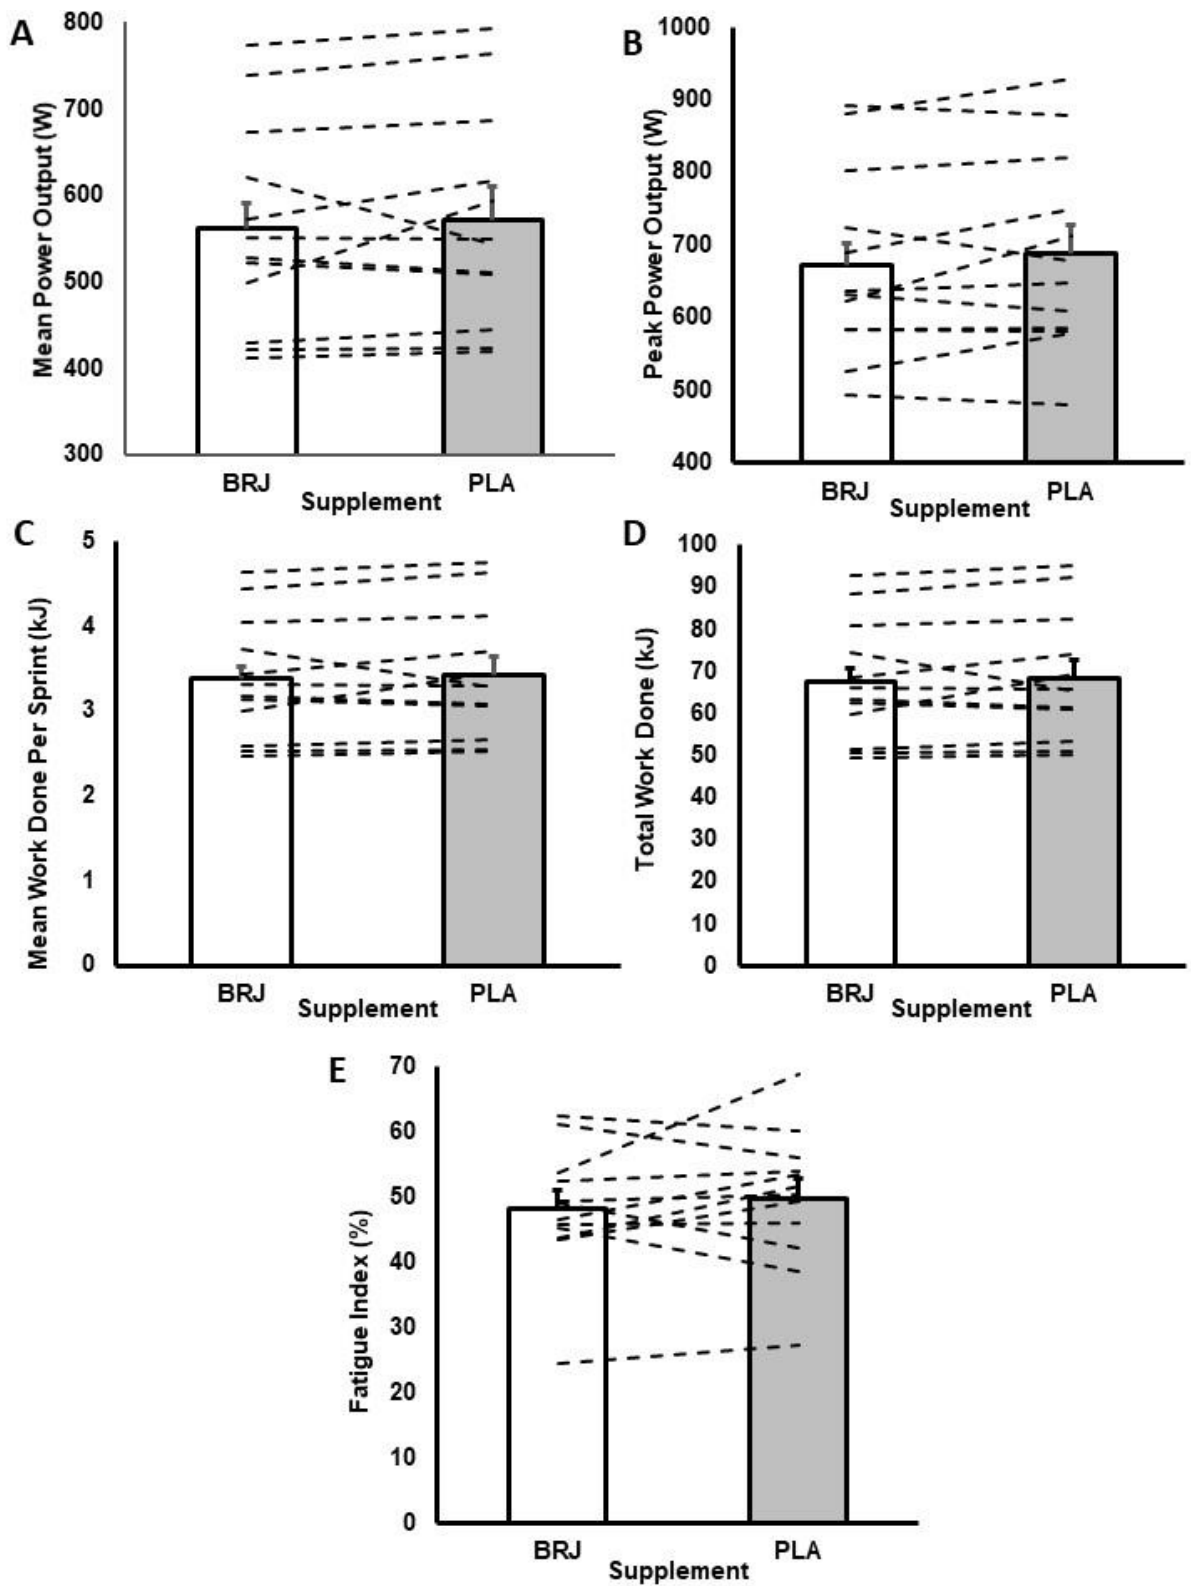 A
Mean Power Output (W)
800
700
600
500
400
300
BRJ
PLA
Supplement
B
Peak Power Output (W)
1000
900
800
700
600
500
400
BRJ
PLA
Supplement
C
Mean Work Done Per Sprint (kJ)
5
4
3
2
1
0
BRJ
PLA
Supplement
D
Total Work Done (kJ)
100
90
80
70
60
50
40
30
20
10
0
BRJ
PLA
Supplement
E
Fatigue Index (%)
70
60
50
40
30
20
10
0
BRJ
PLA
Supplement